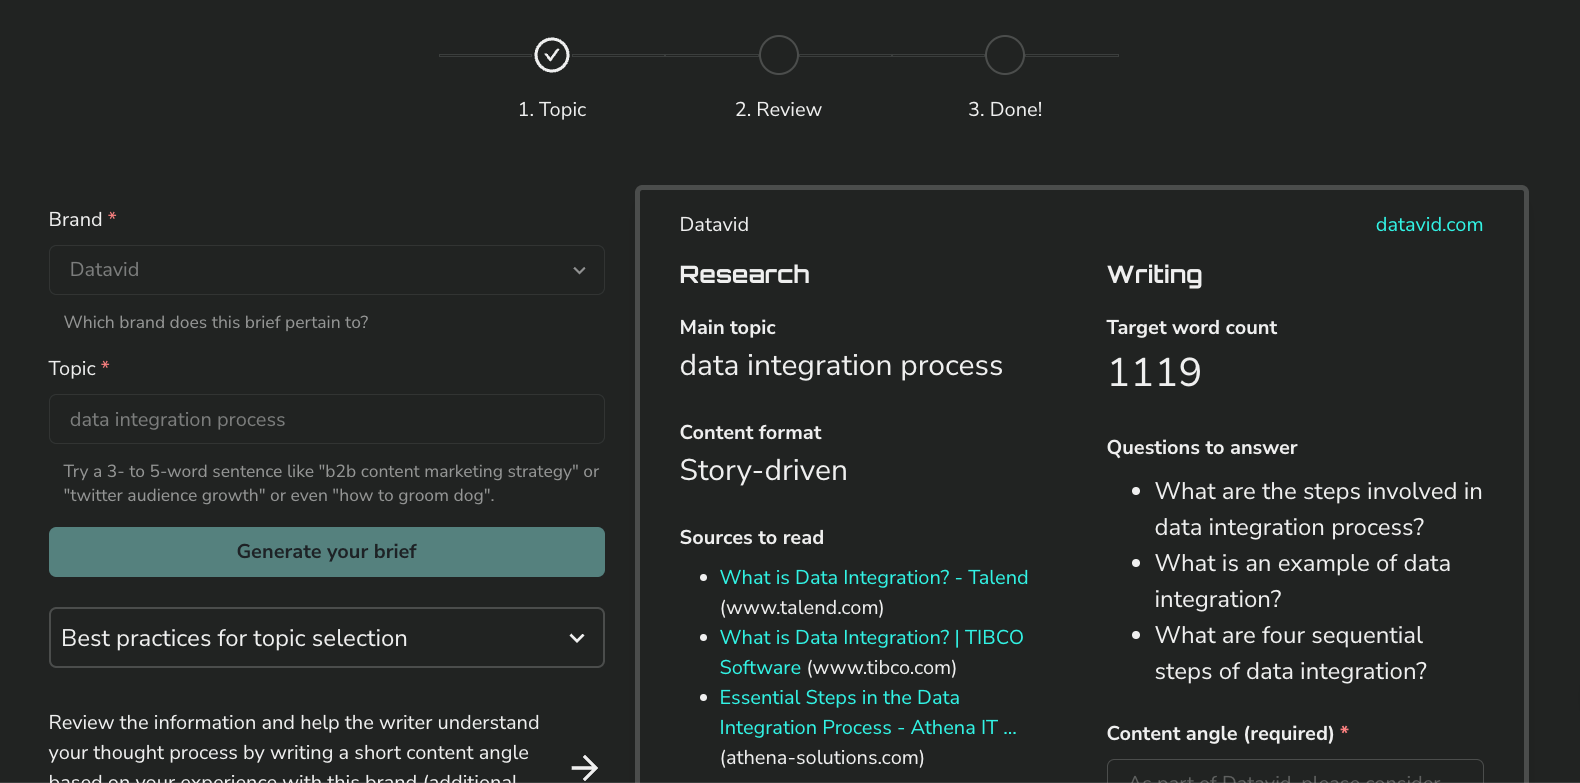 1. Topic
2. Review
3. Done!
Brand *
Datavid
Which brand does this brief pertain to?
Topic *
data integration process
Try a 3- to 5-word sentence like "b2b content marketing strategy" or
"twitter audience growth" or even "how to groom dog".
Generate your brief
Best practices for topic selection
Review the information and help the writer understand
your thought process by writing a short content angle
based on your experience with this brand (additional
Datavid
datavid.com
Research
Main topic
data integration process
Content format
Story-driven
Sources to read
• What is Data Integration? - Talend
(www.talend.com)
• What is Data Integration? | TIBCO
Software (www.tibco.com)
• Essential Steps in the Data
Integration Process - Athena IT ...
(athena-solutions.com)
Writing
Target word count
1119
Questions to answer
• What are the steps involved in
data integration process?
• What is an example of data
integration?
• What are four sequential
steps of data integration?
Content angle (required) *
As part of Datavid, please consider